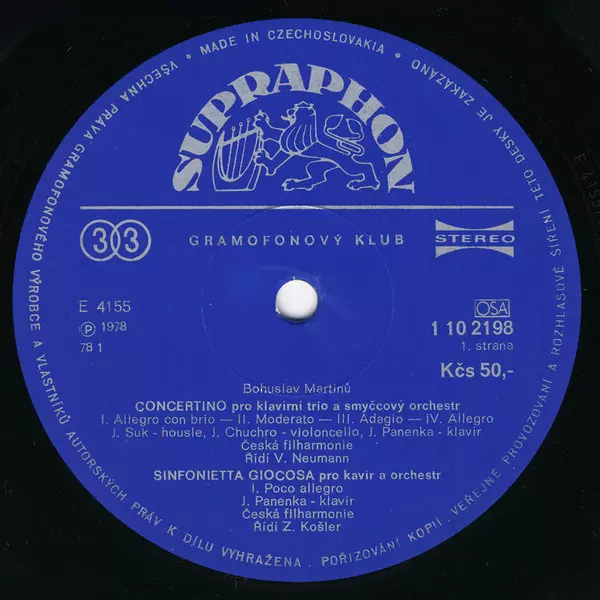 VŠECHNA PRÁVA GRAMOFONOVÉHO VÝROBCE A VLASTNÍKŮ AUTORSKÝCH PRÁV K DÍLU VYHRAŽENA. POŘIZOVÁNÍ KOPIÍ, VEŘEJNÉ PROVOZOVÁNÍ A ROZHLASOVÉ ŠÍŘENÍ TÉTO DESKY JE ZAKÁZÁNO
• MADE IN CZECHOSLOVAKIA •
SUPRAPHON
33
GRAMOFONOVÝ KLUB
STEREO
E 4155
Ⓟ 1978
78 1
OSA
1 10 2198
1. strana
Kčs 50,-
Bohuslav Martinů
CONCERTINO pro klavírní trio a smyčcový orchestr
I. Allegro con brio — II. Moderato — III. Adagio — IV. Allegro
J. Suk - housle, J. Chuchro - violoncello, J. Panenka - klavír
Česká filharmonie
Řídí V. Neumann
SINFONIETTA GIOCOSA pro kavír a orchestr
I. Poco allegro
J. Panenka - klavír
Česká filharmonie
Řídí Z. Košler